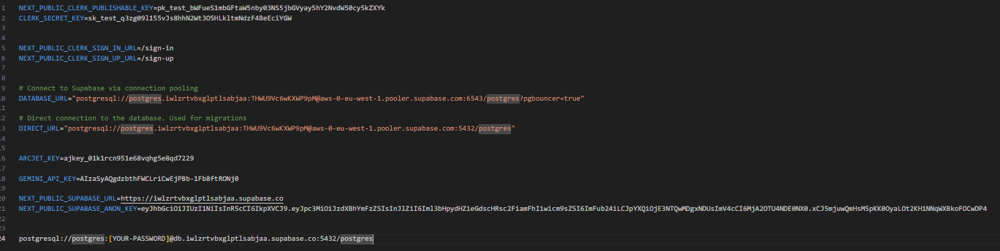 NEXT_PUBLIC_CLERK_PUBLISHABLE_KEY=pk_test_bWFueS1mbGFtaW5nby03NS5jbGVyay5hY2NvdW50cy5kZXYk
CLERK_SECRET_KEY=sk_test_q3zg09l155vJs8hhN2Wt3O5HLkltmNdzF4BeEciYGW
NEXT_PUBLIC_CLERK_SIGN_IN_URL=/sign-in
NEXT_PUBLIC_CLERK_SIGN_UP_URL=/sign-up
# Connect to Supabase via connection pooling
DATABASE_URL="postgresql://postgres.iwlzrtvbxglptlsabjaa:THWU9Vc6wKXWP9pM@aws-0-eu-west-1.pooler.supabase.com:6543/postgres?pgbouncer=true"
# Direct connection to the database. Used for migrations
DIRECT_URL="postgresql://postgres.iwlzrtvbxglptlsabjaa:THWU9Vc6wKXWP9pM@aws-0-eu-west-1.pooler.supabase.com:5432/postgres"
ARCJET_KEY=ajkey_01k1rcn951e68vqhg5e8qd7229
GEMINI_API_KEY=AIzaSyAQgdzbthFWCLriCwEjPBb-1Fb8ftRONj0
NEXT_PUBLIC_SUPABASE_URL=https://iwlzrtvbxglptlsabjaa.supabase.co
NEXT_PUBLIC_SUPABASE_ANON_KEY=eyJhbGciOiJIUzI1NiIsInR5cCI6IkpXVCJ9.eyJpc3MiOiJzdXBhYmFzZSIsInJlZiI6Iml3bHpydHZieGdscHRsc2FiamFhIiwicm9sZSI6ImFub24iLCJpYXQiOjE3NTQwMDgxNDUsImV4cCI6MjA2OTU4NDE0NX0.xCJ5mjuwQmHsM5pKK0OyaLOt2KH1NNqWXBkoFOCwDP4
postgresql://postgres:[YOUR-PASSWORD]@db.iwlzrtvbxglptlsabjaa.supabase.co:5432/postgres